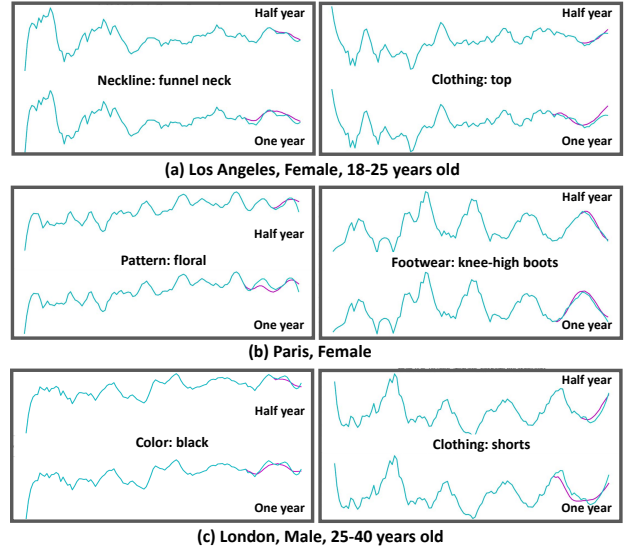 Half year
Neckline: funnel neck
One year
Half year
Clothing: top
One year
(a) Los Angeles, Female, 18-25 years old
Half year
Pattern: floral
One year
Half year
Footwear: knee-high boots
One year
(b) Paris, Female
Half year
Color: black
One year
Half year
Clothing: shorts
One year
(c) London, Male, 25-40 years old